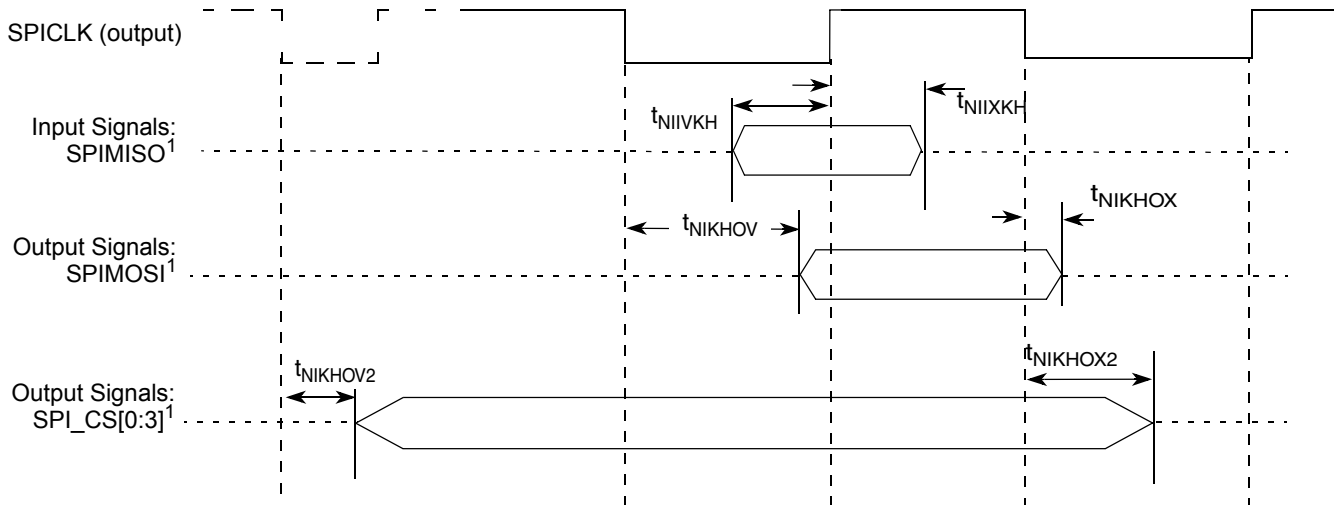 SPICLK (output)
Input Signals:
SPIMISO¹
tNIIVKH
tNIIXKH
Output Signals:
SPIMOSI¹
tNIKHOV
tNIKHOX
Output Signals:
SPI_CS[0:3]¹
tNIKHOV2
tNIKHOX2